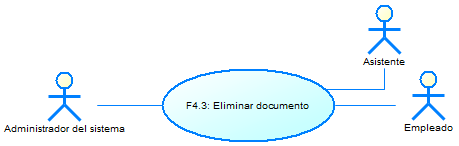 Asistente
F4.3: Eliminar documento
Administrador del sistema
Empleado